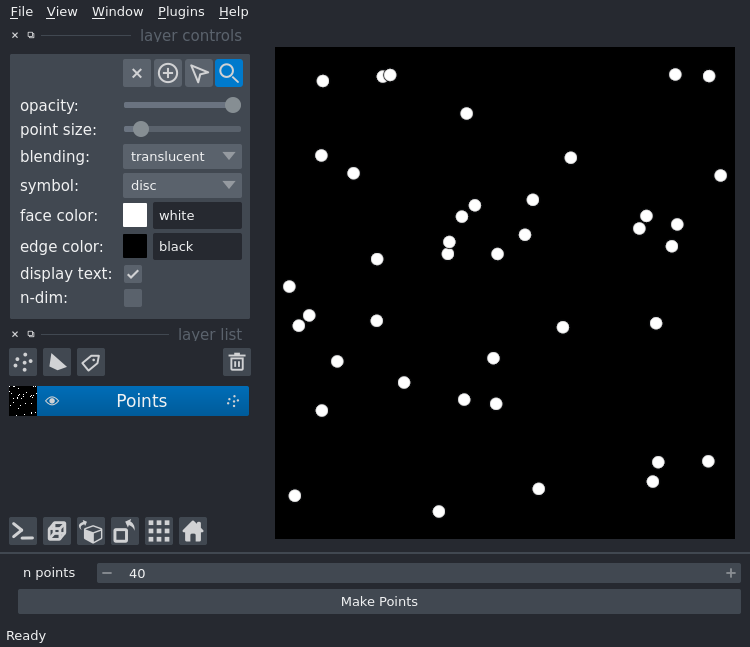 File View Window Plugins Help
layer controls
opacity:
point size:
blending: translucent
symbol: disc
face color: white
edge color: black
display text:
n-dim:
layer list
Points
n points 40
Make Points
Ready